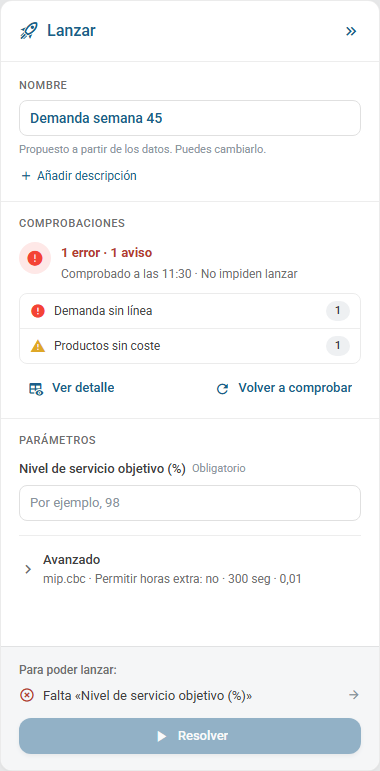 Lanzar
NOMBRE
Demanda semana 45
Propuesto a partir de los datos. Puedes cambiarlo.
+ Añadir descripción
COMPROBACIONES
1 error · 1 aviso
Comprobado a las 11:30 · No impiden lanzar
Demanda sin línea 1
Productos sin coste 1
Ver detalle Volver a comprobar
PARÁMETROS
Nivel de servicio objetivo (%) Obligatorio
Por ejemplo, 98
Avanzado
mip.cbc · Permitir horas extra: no · 300 seg · 0,01
Para poder lanzar:
Falta «Nivel de servicio objetivo (%)»
Resolver